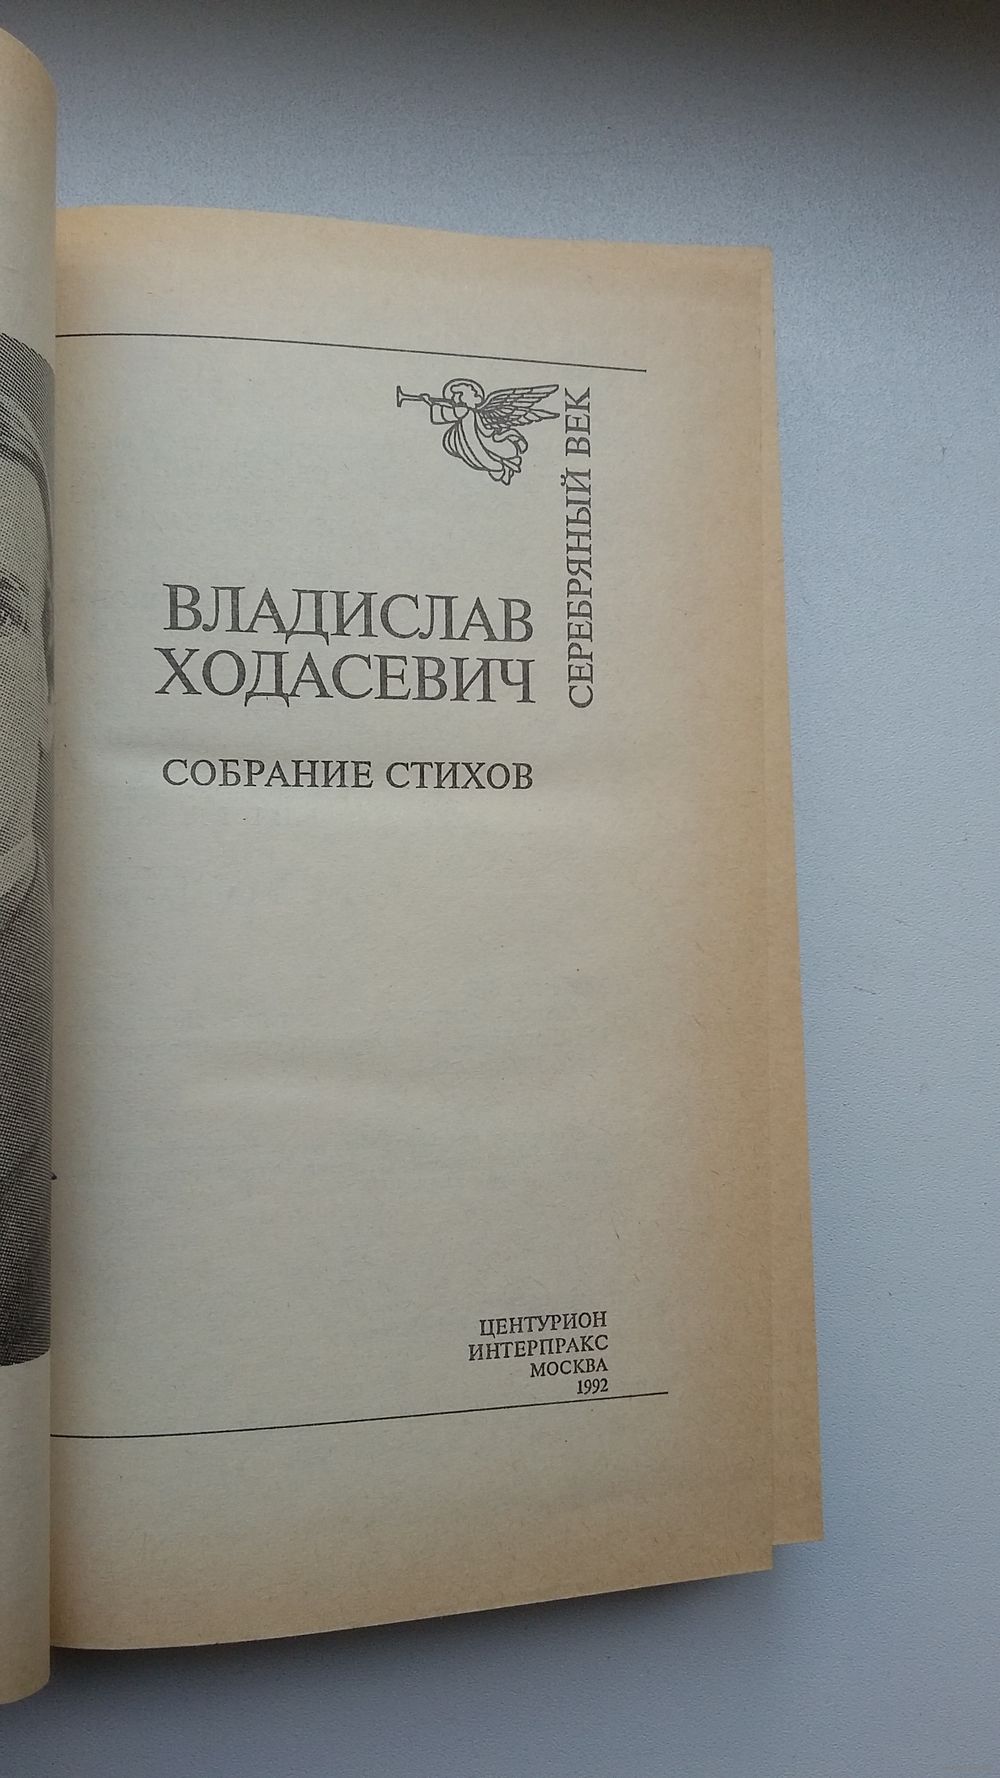 СЕРЕБРЯНЫЙ ВЕК
ВЛАДИСЛАВ
ХОДАСЕВИЧ
СОБРАНИЕ СТИХОВ
ЦЕНТУРИОН
ИНТЕРПРАКС
МОСКВА
1992